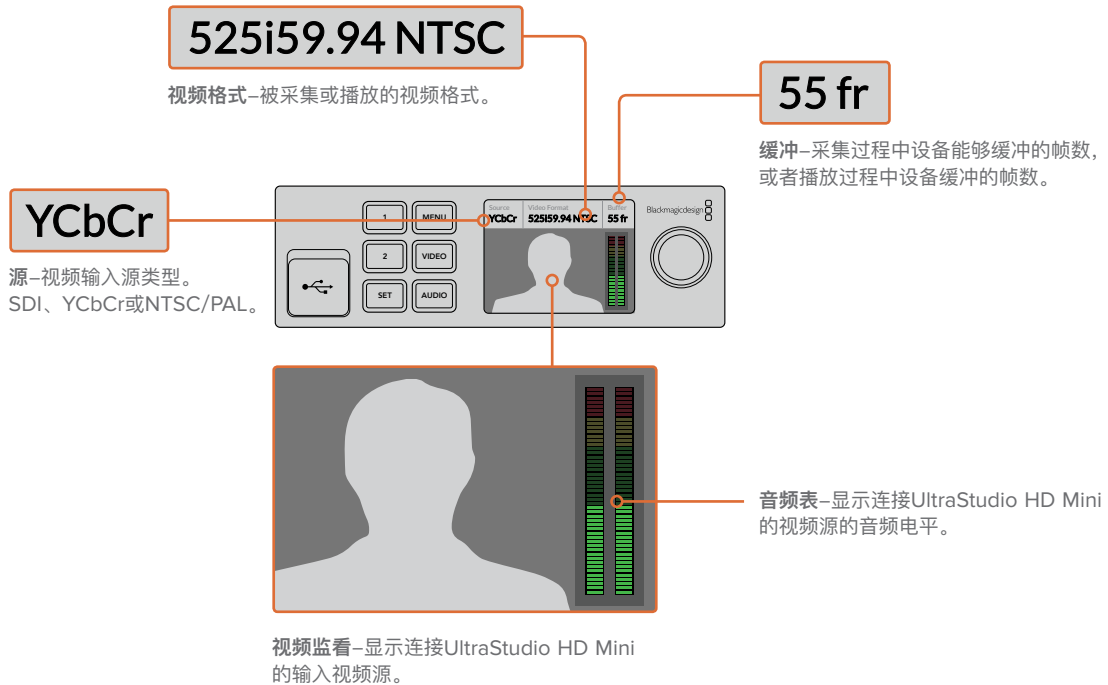 525i59.94 NTSC
视频格式–被采集或播放的视频格式。
55 fr
缓冲–采集过程中设备能够缓冲的帧数，
或者播放过程中设备缓冲的帧数。
YCbCr
源–视频输入源类型。
SDI、YCbCr或NTSC/PAL。
1
MENU
2
VIDEO
SET
AUDIO
Source
Video Format
Buffer
YCbCr
525I59.94 NTSC
55 fr
Blackmagicdesign
音频表–显示连接UltraStudio HD Mini
的视频源的音频电平。
视频监看–显示连接UltraStudio HD Mini
的输入视频源。